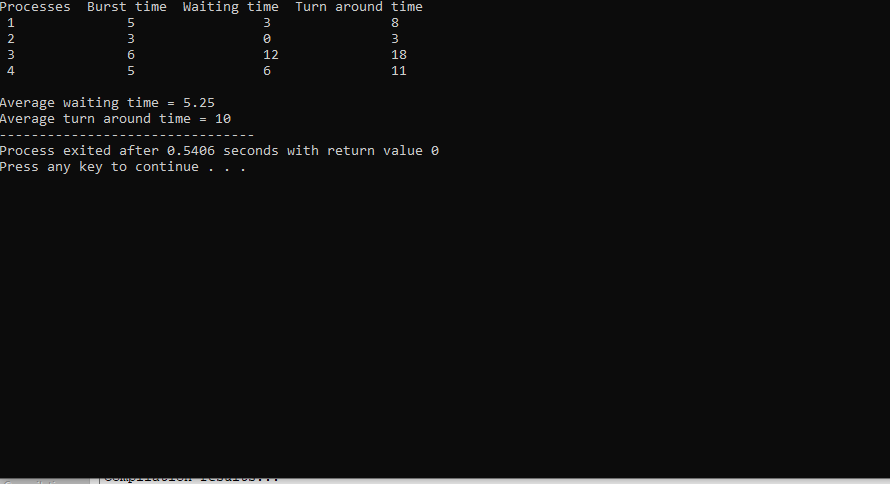 Processes  Burst time  Waiting time  Turn around time
 1              5                3               8
 2              3                0               3
 3              6                12              18
 4              5                6               11

Average waiting time = 5.25
Average turn around time = 10
--------------------------------
Process exited after 0.5406 seconds with return value 0
Press any key to continue . . .